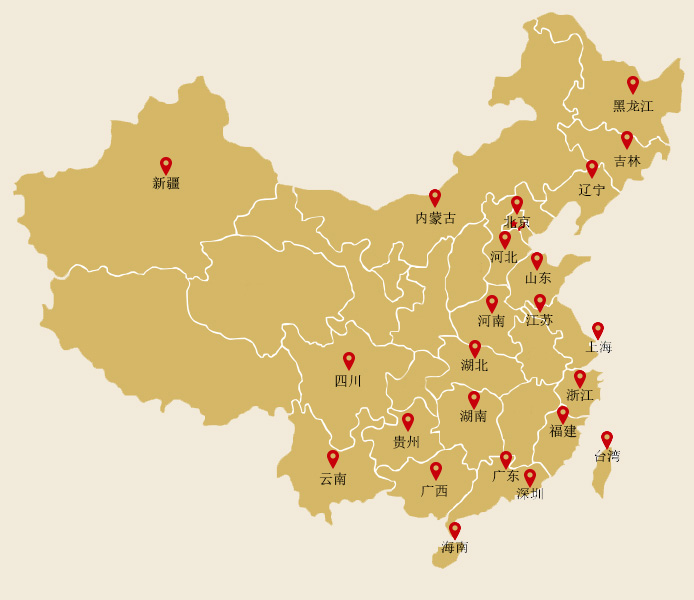 黑龙江
吉林
新疆
辽宁
内蒙古
北京
河北
山东
河南
江苏
上海
湖北
四川
浙江
湖南
福建
贵州
台湾
广东
云南
广西
深圳
海南